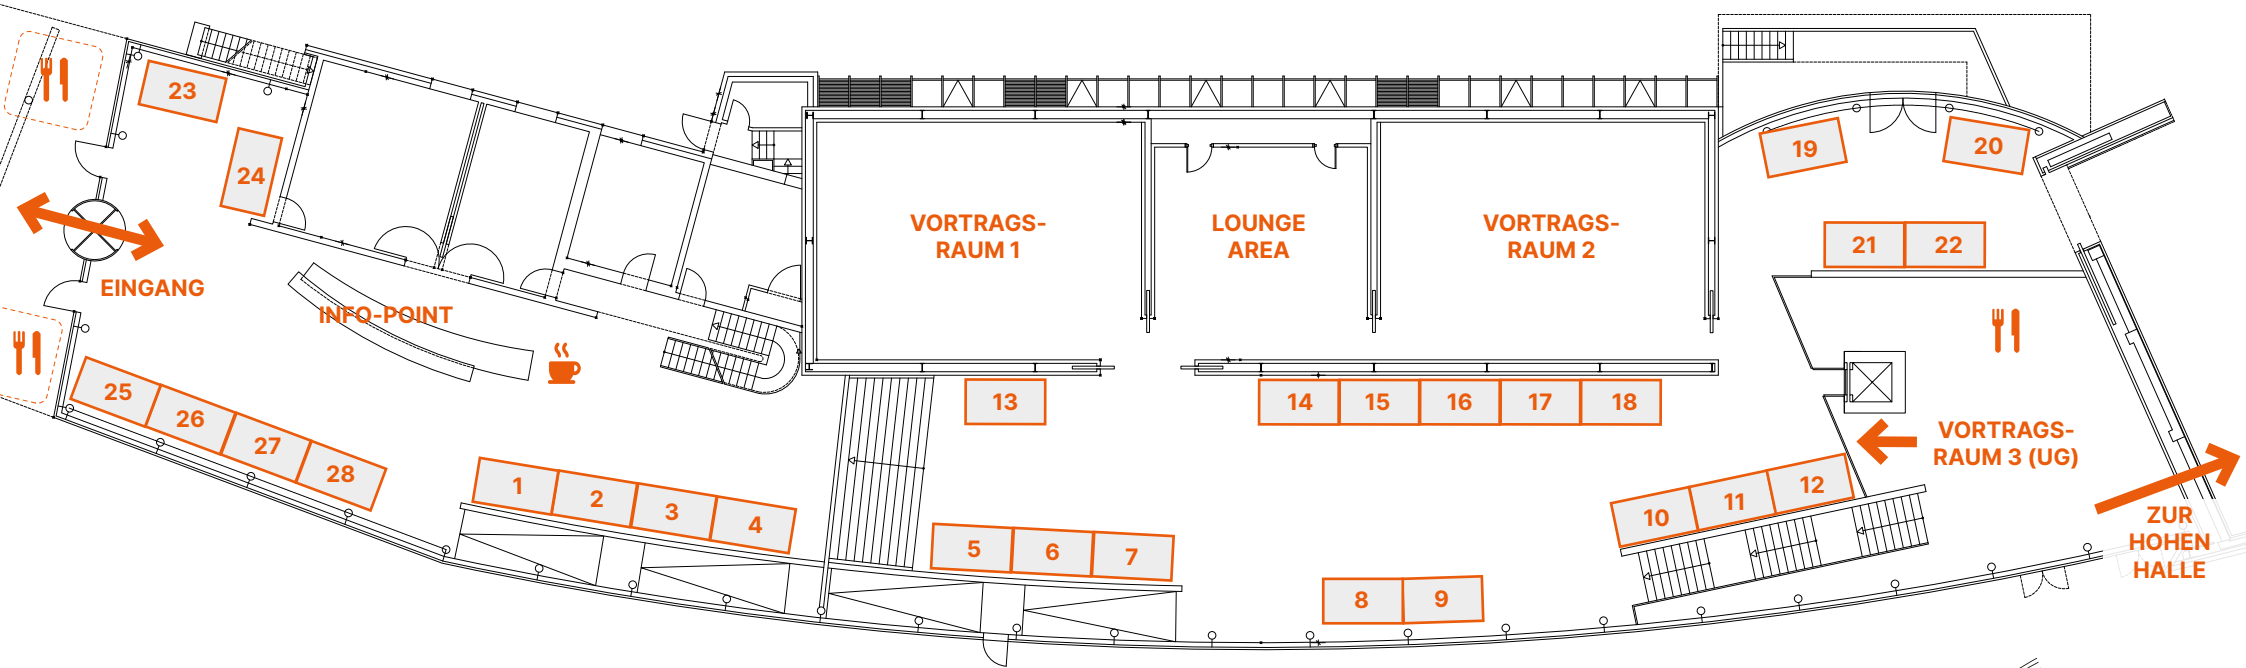 23
24
EINGANG
INFO-POINT
VORTRAGS-
RAUM 1
LOUNGE
AREA
VORTRAGS-
RAUM 2
19
20
21
22
25
26
27
28
1
2
3
4
13
14
15
16
17
18
5
6
7
8
9
10
11
12
VORTRAGS-
RAUM 3 (UG)
ZUR
HOHEN
HALLE